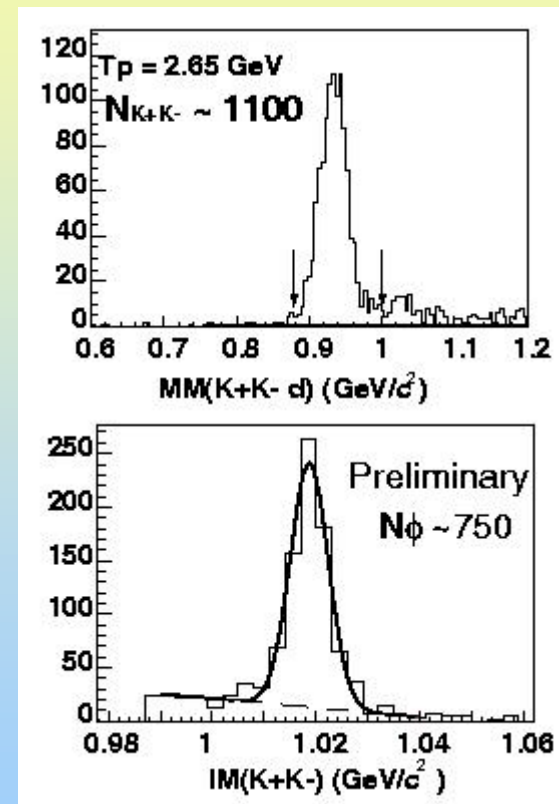 120
100
80
60
40
20
0
Tp = 2.65 GeV
NK+K- ~ 1100
0.6 0.7 0.8 0.9 1 1.1 1.2
MM(K+K- d) (GeV/c²)
250
200
150
100
50
0
Preliminary
Nϕ ~750
0.98 1 1.02 1.04 1.06
IM(K+K-) (GeV/c²)